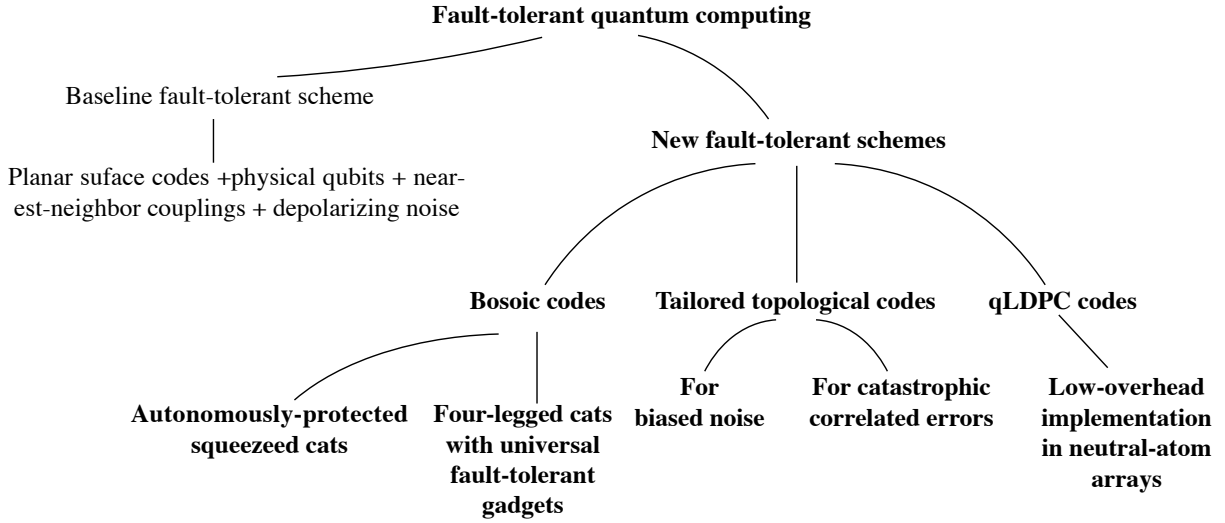 Fault-tolerant quantum computing
Baseline fault-tolerant scheme
New fault-tolerant schemes
Planar suface codes +physical qubits + near-
est-neighbor couplings + depolarizing noise
Bosoic codes
Tailored topological codes
qLDPC codes
Autonomously-protected
squeezeed cats
Four-legged cats
with universal
fault-tolerant
gadgets
For
biased noise
For catastrophic
correlated errors
Low-overhead
implementation
in neutral-atom
arrays